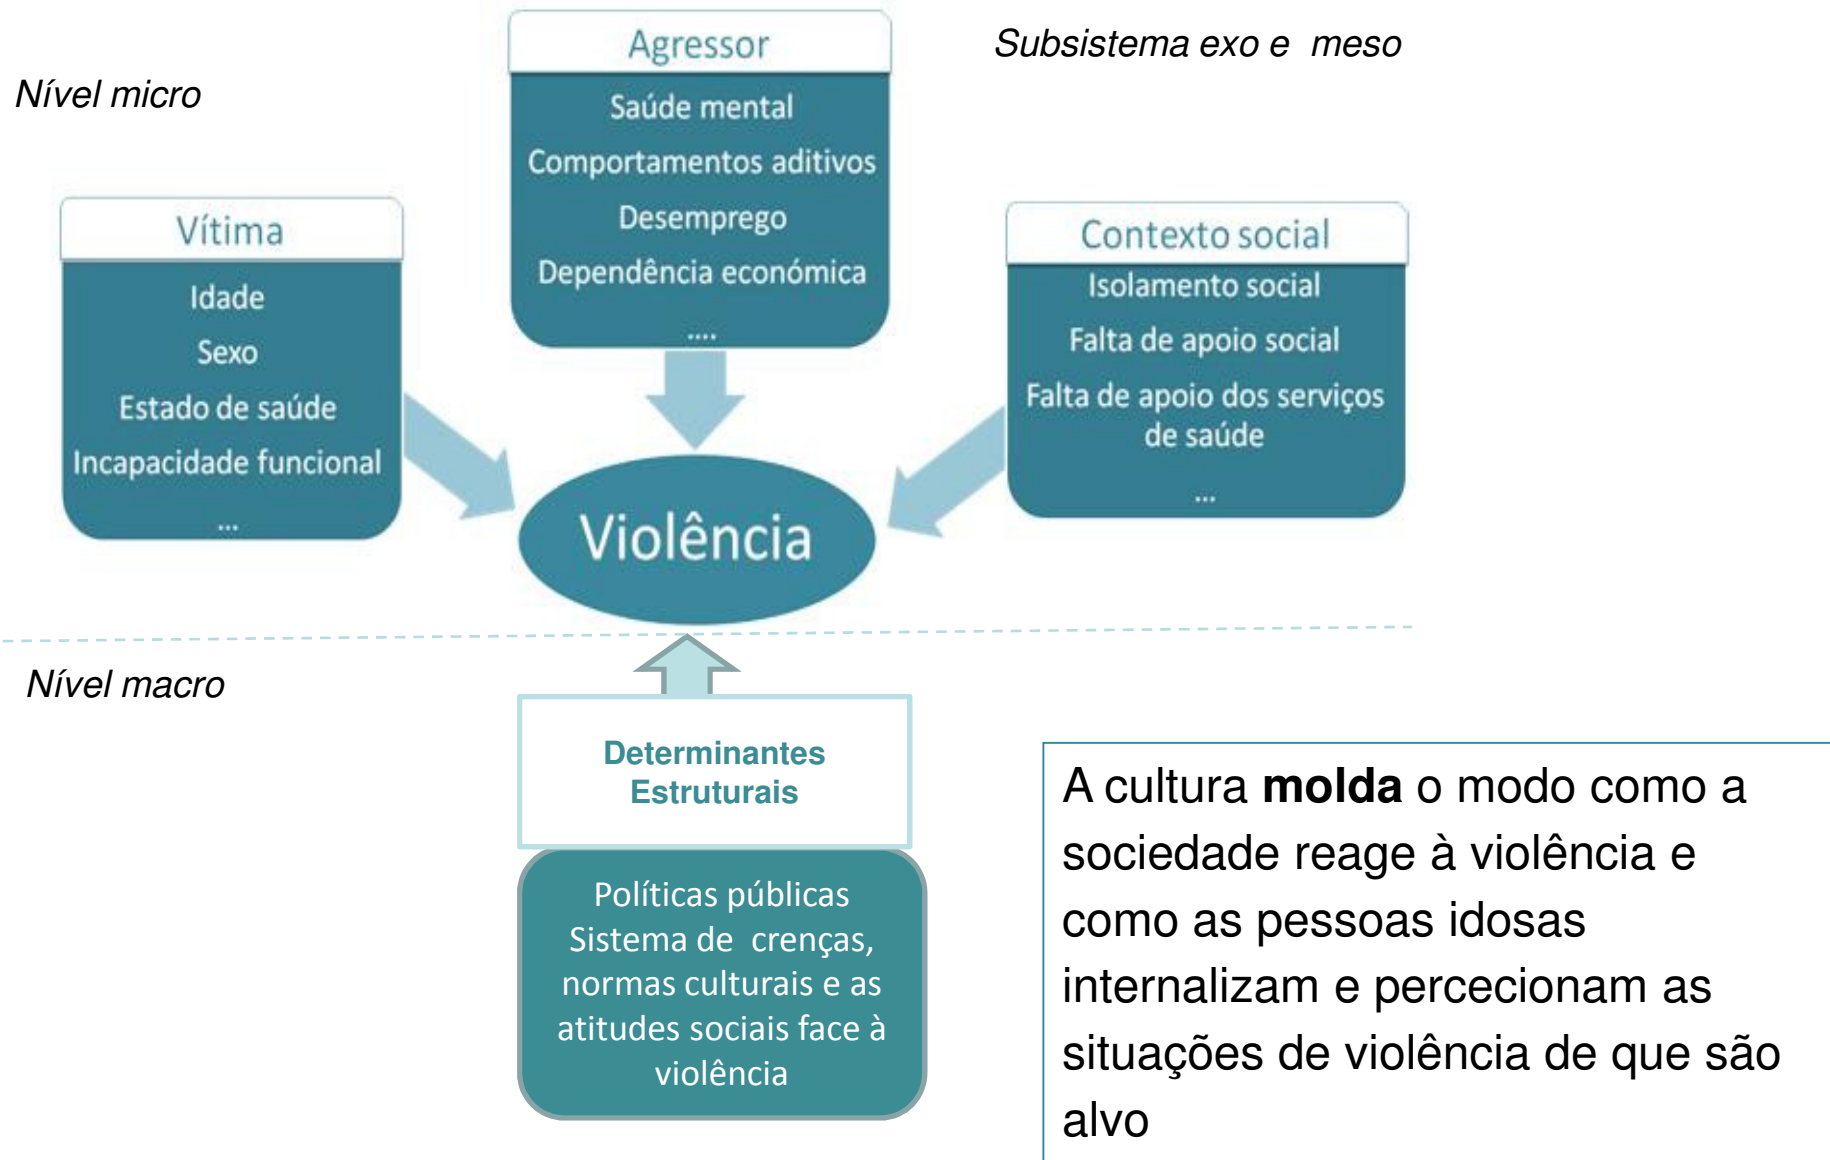 Nível micro
Agressor
Saúde mental
Comportamentos aditivos
Desemprego
Dependência económica
....
Subsistema exo e meso
Vítima
Idade
Sexo
Estado de saúde
Incapacidade funcional
...
Contexto social
Isolamento social
Falta de apoio social
Falta de apoio dos serviços
de saúde
...
Violência
Nível macro
Determinantes
Estruturais
Políticas públicas
Sistema de crenças,
normas culturais e as
atitudes sociais face à
violência
A cultura molda o modo como a
sociedade reage à violência e
como as pessoas idosas
internalizam e percecionam as
situações de violência de que são
alvo